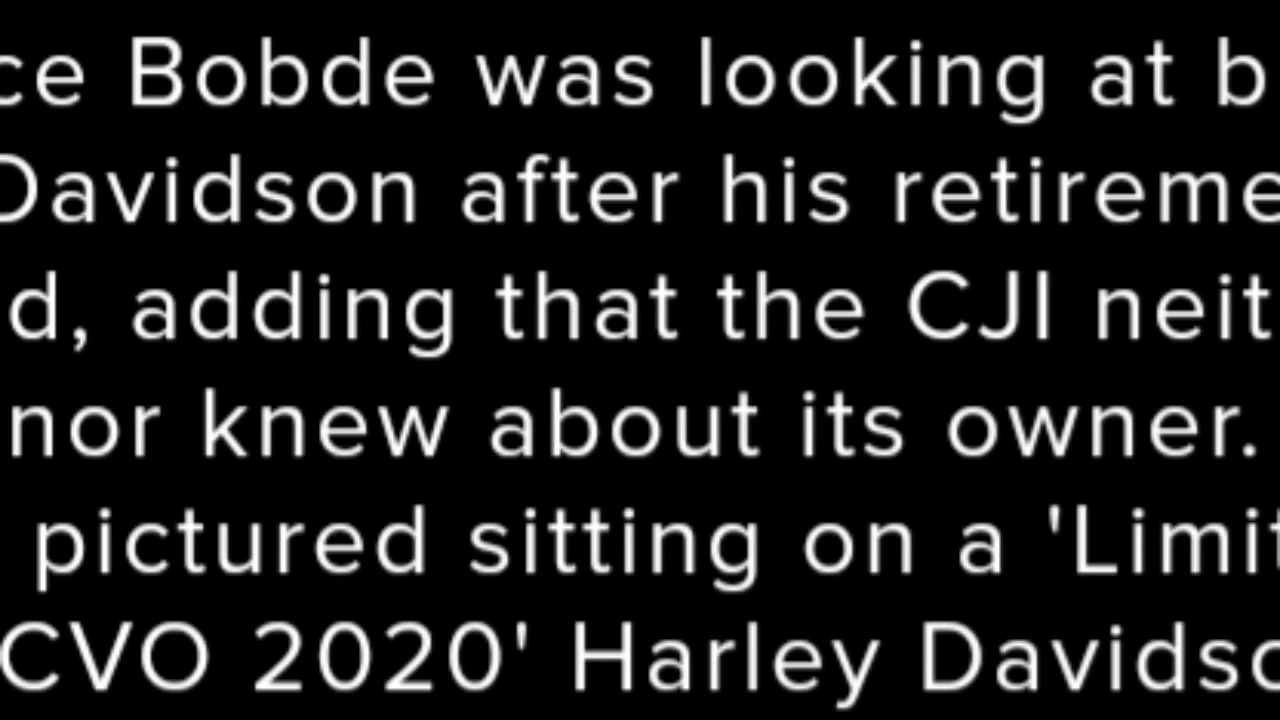 ce Bobde was looking at b
Davidson after his retireme
d, adding that the CJI neit
nor knew about its owner.
pictured sitting on a 'Limit
CVO 2020' Harley Davidso